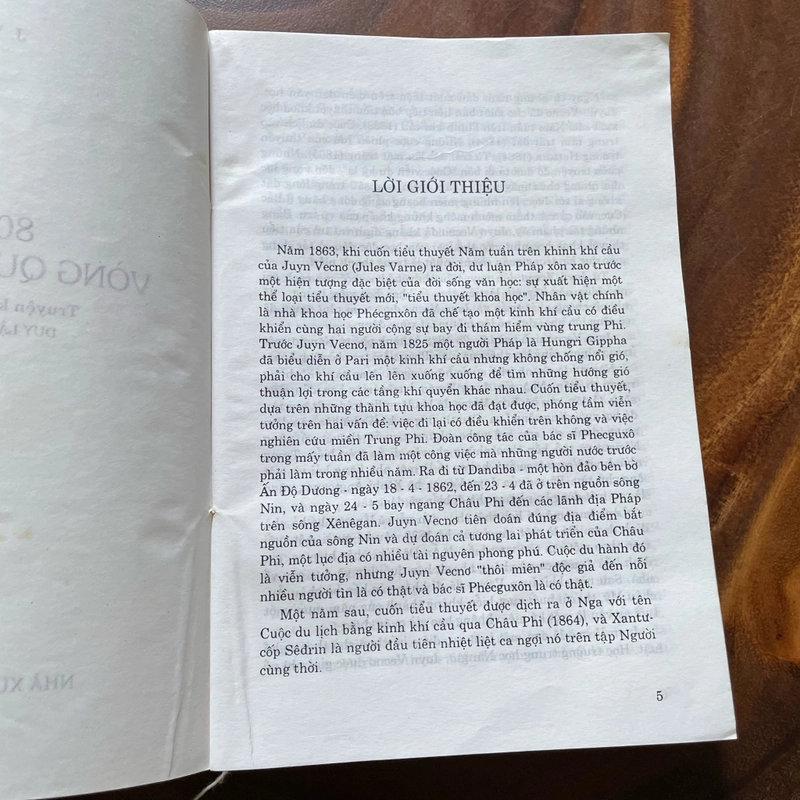 LỜI GIỚI THIỆU
Năm 1863, khi cuốn tiểu thuyết Năm tuần trên khinh khí cầu
của Juyn Vecnơ (Jules Varne) ra đời, dư luận Pháp xôn xao trước
một hiện tượng đặc biệt của đời sống văn học: sự xuất hiện một
thể loại tiểu thuyết mới, "tiểu thuyết khoa học". Nhân vật chính
là nhà khoa học Phécgnxôn đã chế tạo một kinh khí cầu có điều
khiển cùng hai người cộng sự bay đi thám hiểm vùng trung Phi.
Trước Juyn Vecnơ, năm 1825 một người Pháp là Hungri Gippha
đã biểu diễn ở Pari một kinh khí cầu nhưng không chống nổi gió,
phải cho khí cầu lên lên xuống xuống để tìm những hướng gió
thuận lợi trong các tầng khí quyển khác nhau. Cuốn tiểu thuyết,
dựa trên những thành tựu khoa học đã đạt được, phóng tầm viễn
tưởng trên hai vấn đề: việc đi lại có điều khiển trên không và việc
nghiên cứu miền Trung Phi. Đoàn công tác của bác sĩ Phecguxô
trong mấy tuần đã làm một công việc mà những người nước trước
phải làm trong nhiều năm. Ra đi từ Dandiba - một hòn đảo bên bờ
Ấn Độ Dương - ngày 18 - 4 - 1862, đến 23 - 4 đã ở trên nguồn sông
Nin, và ngày 24 - 5 bay ngang Châu Phi đến các lãnh địa Pháp
trên sông Xênêgan. Juyn Vecnơ tiên đoán đúng địa điểm bắt
nguồn của sông Nin và dự đoán cả tương lai phát triển của Châu
Phi, một lục địa có nhiều tài nguyên phong phú. Cuộc du hành đó
là viễn tưởng, nhưng Juyn Vecnơ "thôi miên" độc giả đến nỗi
nhiều người tìn là có thật và bác sĩ Phécguxôn là có thật.
Một năm sau, cuốn tiểu thuyết được dịch ra ở Nga với tên
Cuộc du lịch bằng kinh khí cầu qua Châu Phi (1864), và Xantư-
cốp Sêđrin là người đầu tiên nhiệt liệt ca ngợi nó trên tập Người
cùng thời.
5